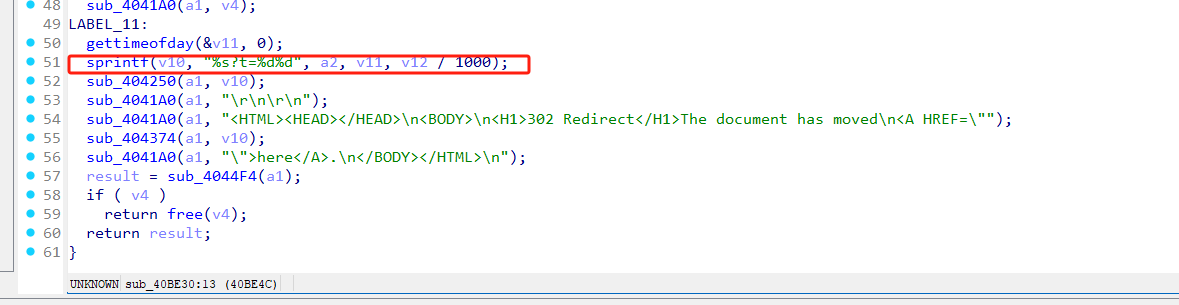 48 sub_4041A0(a1, v4);
49 LABEL_11:
50 gettimeofday(&v11, 0);
51 sprintf(v10, "%s?t=%d%d", a2, v11, v12 / 1000);
52 sub_404250(a1, v10);
53 sub_4041A0(a1, "\r\n\r\n");
54 sub_4041A0(a1, "<HTML><HEAD></HEAD>\n<BODY>\n<H1>302 Redirect</H1>The document has moved\n<A HREF=\"");
55 sub_404374(a1, v10);
56 sub_4041A0(a1, "\">here</A>.\n</BODY></HTML>\n");
57 result = sub_4044F4(a1);
58 if ( v4 )
59 return free(v4);
60 return result;
61 }
UNKNOWN sub_40BE30:13 (40BE4C)